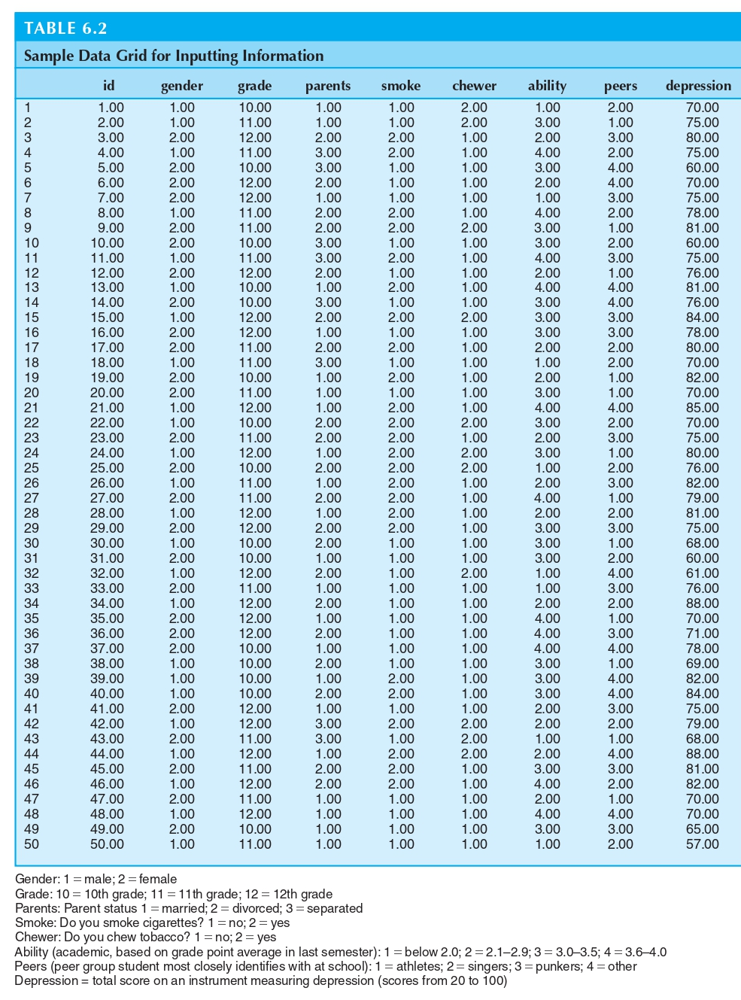 TABLE 6.2
Sample Data Grid for Inputting Information
id gender grade parents smoke chewer ability peers depression
1 1.00 1.00 10.00 1.00 1.00 2.00 1.00 2.00 70.00
2 2.00 1.00 11.00 1.00 1.00 2.00 3.00 1.00 75.00
3 3.00 2.00 12.00 2.00 2.00 1.00 2.00 3.00 80.00
4 4.00 1.00 11.00 3.00 2.00 1.00 4.00 2.00 75.00
5 5.00 2.00 10.00 3.00 1.00 1.00 3.00 4.00 60.00
6 6.00 2.00 12.00 2.00 1.00 1.00 2.00 4.00 70.00
7 7.00 2.00 12.00 1.00 1.00 1.00 1.00 3.00 75.00
8 8.00 1.00 11.00 2.00 2.00 1.00 4.00 2.00 78.00
9 9.00 2.00 11.00 2.00 2.00 2.00 3.00 1.00 81.00
10 10.00 2.00 10.00 3.00 1.00 1.00 3.00 2.00 60.00
11 11.00 1.00 11.00 3.00 2.00 1.00 4.00 3.00 75.00
12 12.00 2.00 12.00 2.00 1.00 1.00 2.00 1.00 76.00
13 13.00 1.00 10.00 1.00 2.00 1.00 4.00 4.00 81.00
14 14.00 2.00 10.00 3.00 1.00 1.00 3.00 4.00 76.00
15 15.00 1.00 12.00 2.00 2.00 2.00 3.00 3.00 84.00
16 16.00 2.00 12.00 1.00 1.00 1.00 3.00 3.00 78.00
17 17.00 2.00 11.00 2.00 2.00 1.00 2.00 2.00 80.00
18 18.00 1.00 11.00 3.00 1.00 1.00 1.00 2.00 70.00
19 19.00 2.00 10.00 1.00 2.00 1.00 2.00 1.00 82.00
20 20.00 2.00 11.00 1.00 1.00 1.00 3.00 1.00 70.00
21 21.00 1.00 12.00 1.00 2.00 1.00 4.00 4.00 85.00
22 22.00 1.00 10.00 2.00 2.00 2.00 3.00 2.00 70.00
23 23.00 2.00 11.00 2.00 2.00 1.00 2.00 3.00 75.00
24 24.00 1.00 12.00 1.00 2.00 2.00 3.00 1.00 80.00
25 25.00 2.00 10.00 2.00 2.00 2.00 1.00 2.00 76.00
26 26.00 1.00 11.00 1.00 2.00 1.00 2.00 3.00 82.00
27 27.00 2.00 11.00 2.00 2.00 1.00 4.00 1.00 79.00
28 28.00 1.00 12.00 1.00 2.00 1.00 2.00 2.00 81.00
29 29.00 2.00 12.00 2.00 2.00 1.00 3.00 3.00 75.00
30 30.00 1.00 10.00 2.00 1.00 1.00 3.00 1.00 68.00
31 31.00 2.00 10.00 1.00 1.00 1.00 3.00 2.00 60.00
32 32.00 1.00 12.00 2.00 1.00 2.00 1.00 4.00 61.00
33 33.00 2.00 11.00 1.00 1.00 1.00 1.00 3.00 76.00
34 34.00 1.00 12.00 2.00 1.00 1.00 2.00 2.00 88.00
35 35.00 2.00 12.00 1.00 1.00 1.00 4.00 1.00 70.00
36 36.00 2.00 12.00 2.00 1.00 1.00 4.00 3.00 71.00
37 37.00 2.00 10.00 1.00 1.00 1.00 4.00 4.00 78.00
38 38.00 1.00 10.00 2.00 1.00 1.00 3.00 1.00 69.00
39 39.00 1.00 10.00 1.00 2.00 1.00 3.00 4.00 82.00
40 40.00 1.00 10.00 2.00 2.00 1.00 3.00 4.00 84.00
41 41.00 2.00 12.00 1.00 1.00 1.00 2.00 3.00 75.00
42 42.00 1.00 12.00 3.00 2.00 2.00 2.00 2.00 79.00
43 43.00 2.00 11.00 3.00 1.00 2.00 1.00 1.00 68.00
44 44.00 1.00 12.00 1.00 2.00 2.00 2.00 4.00 88.00
45 45.00 2.00 11.00 2.00 2.00 1.00 3.00 3.00 81.00
46 46.00 1.00 12.00 2.00 2.00 1.00 4.00 2.00 82.00
47 47.00 2.00 11.00 1.00 1.00 1.00 2.00 1.00 70.00
48 48.00 1.00 12.00 1.00 1.00 1.00 4.00 4.00 70.00
49 49.00 2.00 10.00 1.00 1.00 1.00 3.00 3.00 65.00
50 50.00 1.00 11.00 1.00 1.00 1.00 1.00 2.00 57.00
Gender: 1 = male; 2 = female
Grade: 10 = 10th grade; 11 = 11th grade; 12 = 12th grade
Parents: Parent status 1 = married; 2 = divorced; 3 = separated
Smoke: Do you smoke cigarettes? 1 = no; 2 = yes
Chewer: Do you chew tobacco? 1 = no; 2 = yes
Ability (academic, based on grade point average in last semester): 1 = below 2.0; 2 = 2.1–2.9; 3 = 3.0–3.5; 4 = 3.6–4.0
Peers (peer group student most closely identifies with at school): 1 = athletes; 2 = singers; 3 = punkers; 4 = other
Depression = total score on an instrument measuring depression (scores from 20 to 100)